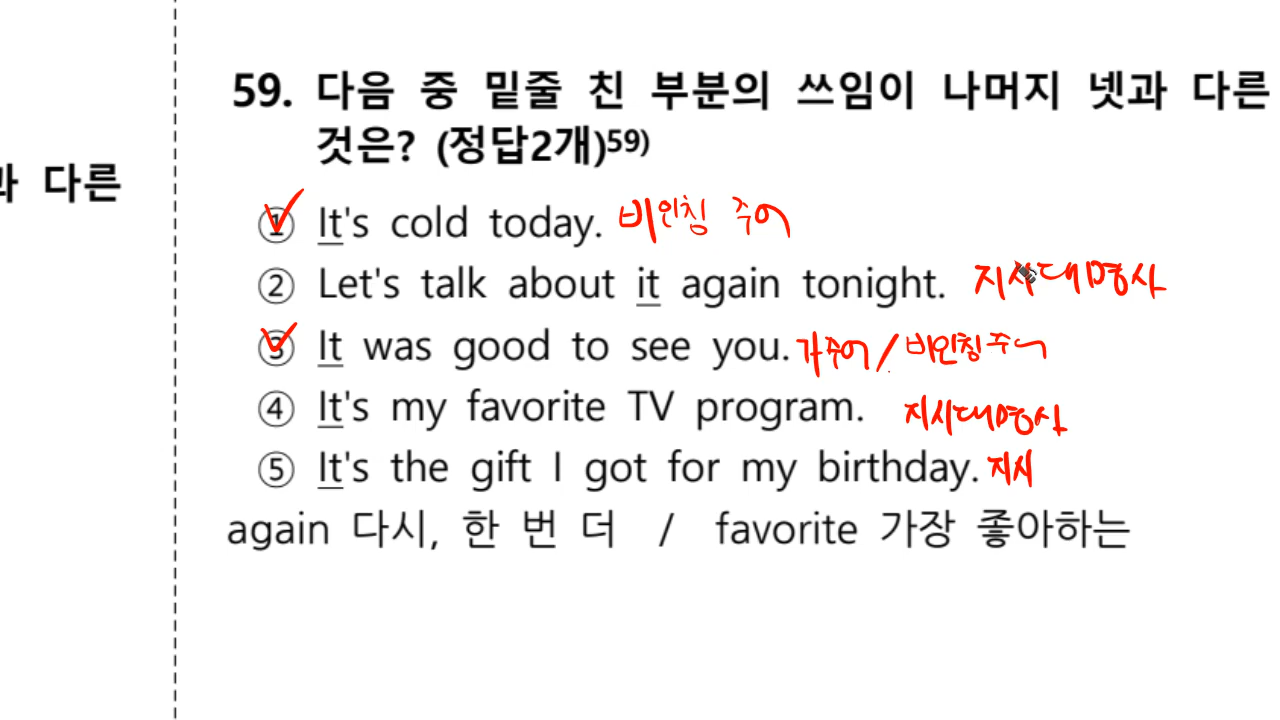 59. 다음 중 밑줄 친 부분의 쓰임이 나머지 넷과 다른
것은? (정답2개)59)
과 다른
① It's cold today. 비인칭 주어
② Let's talk about it again tonight. 지시대명사
③ It was good to see you. 가주어 / 비인칭주어
④ It's my favorite TV program. 지시대명사
⑤ It's the gift I got for my birthday. 지시
again 다시, 한 번 더 / favorite 가장 좋아하는